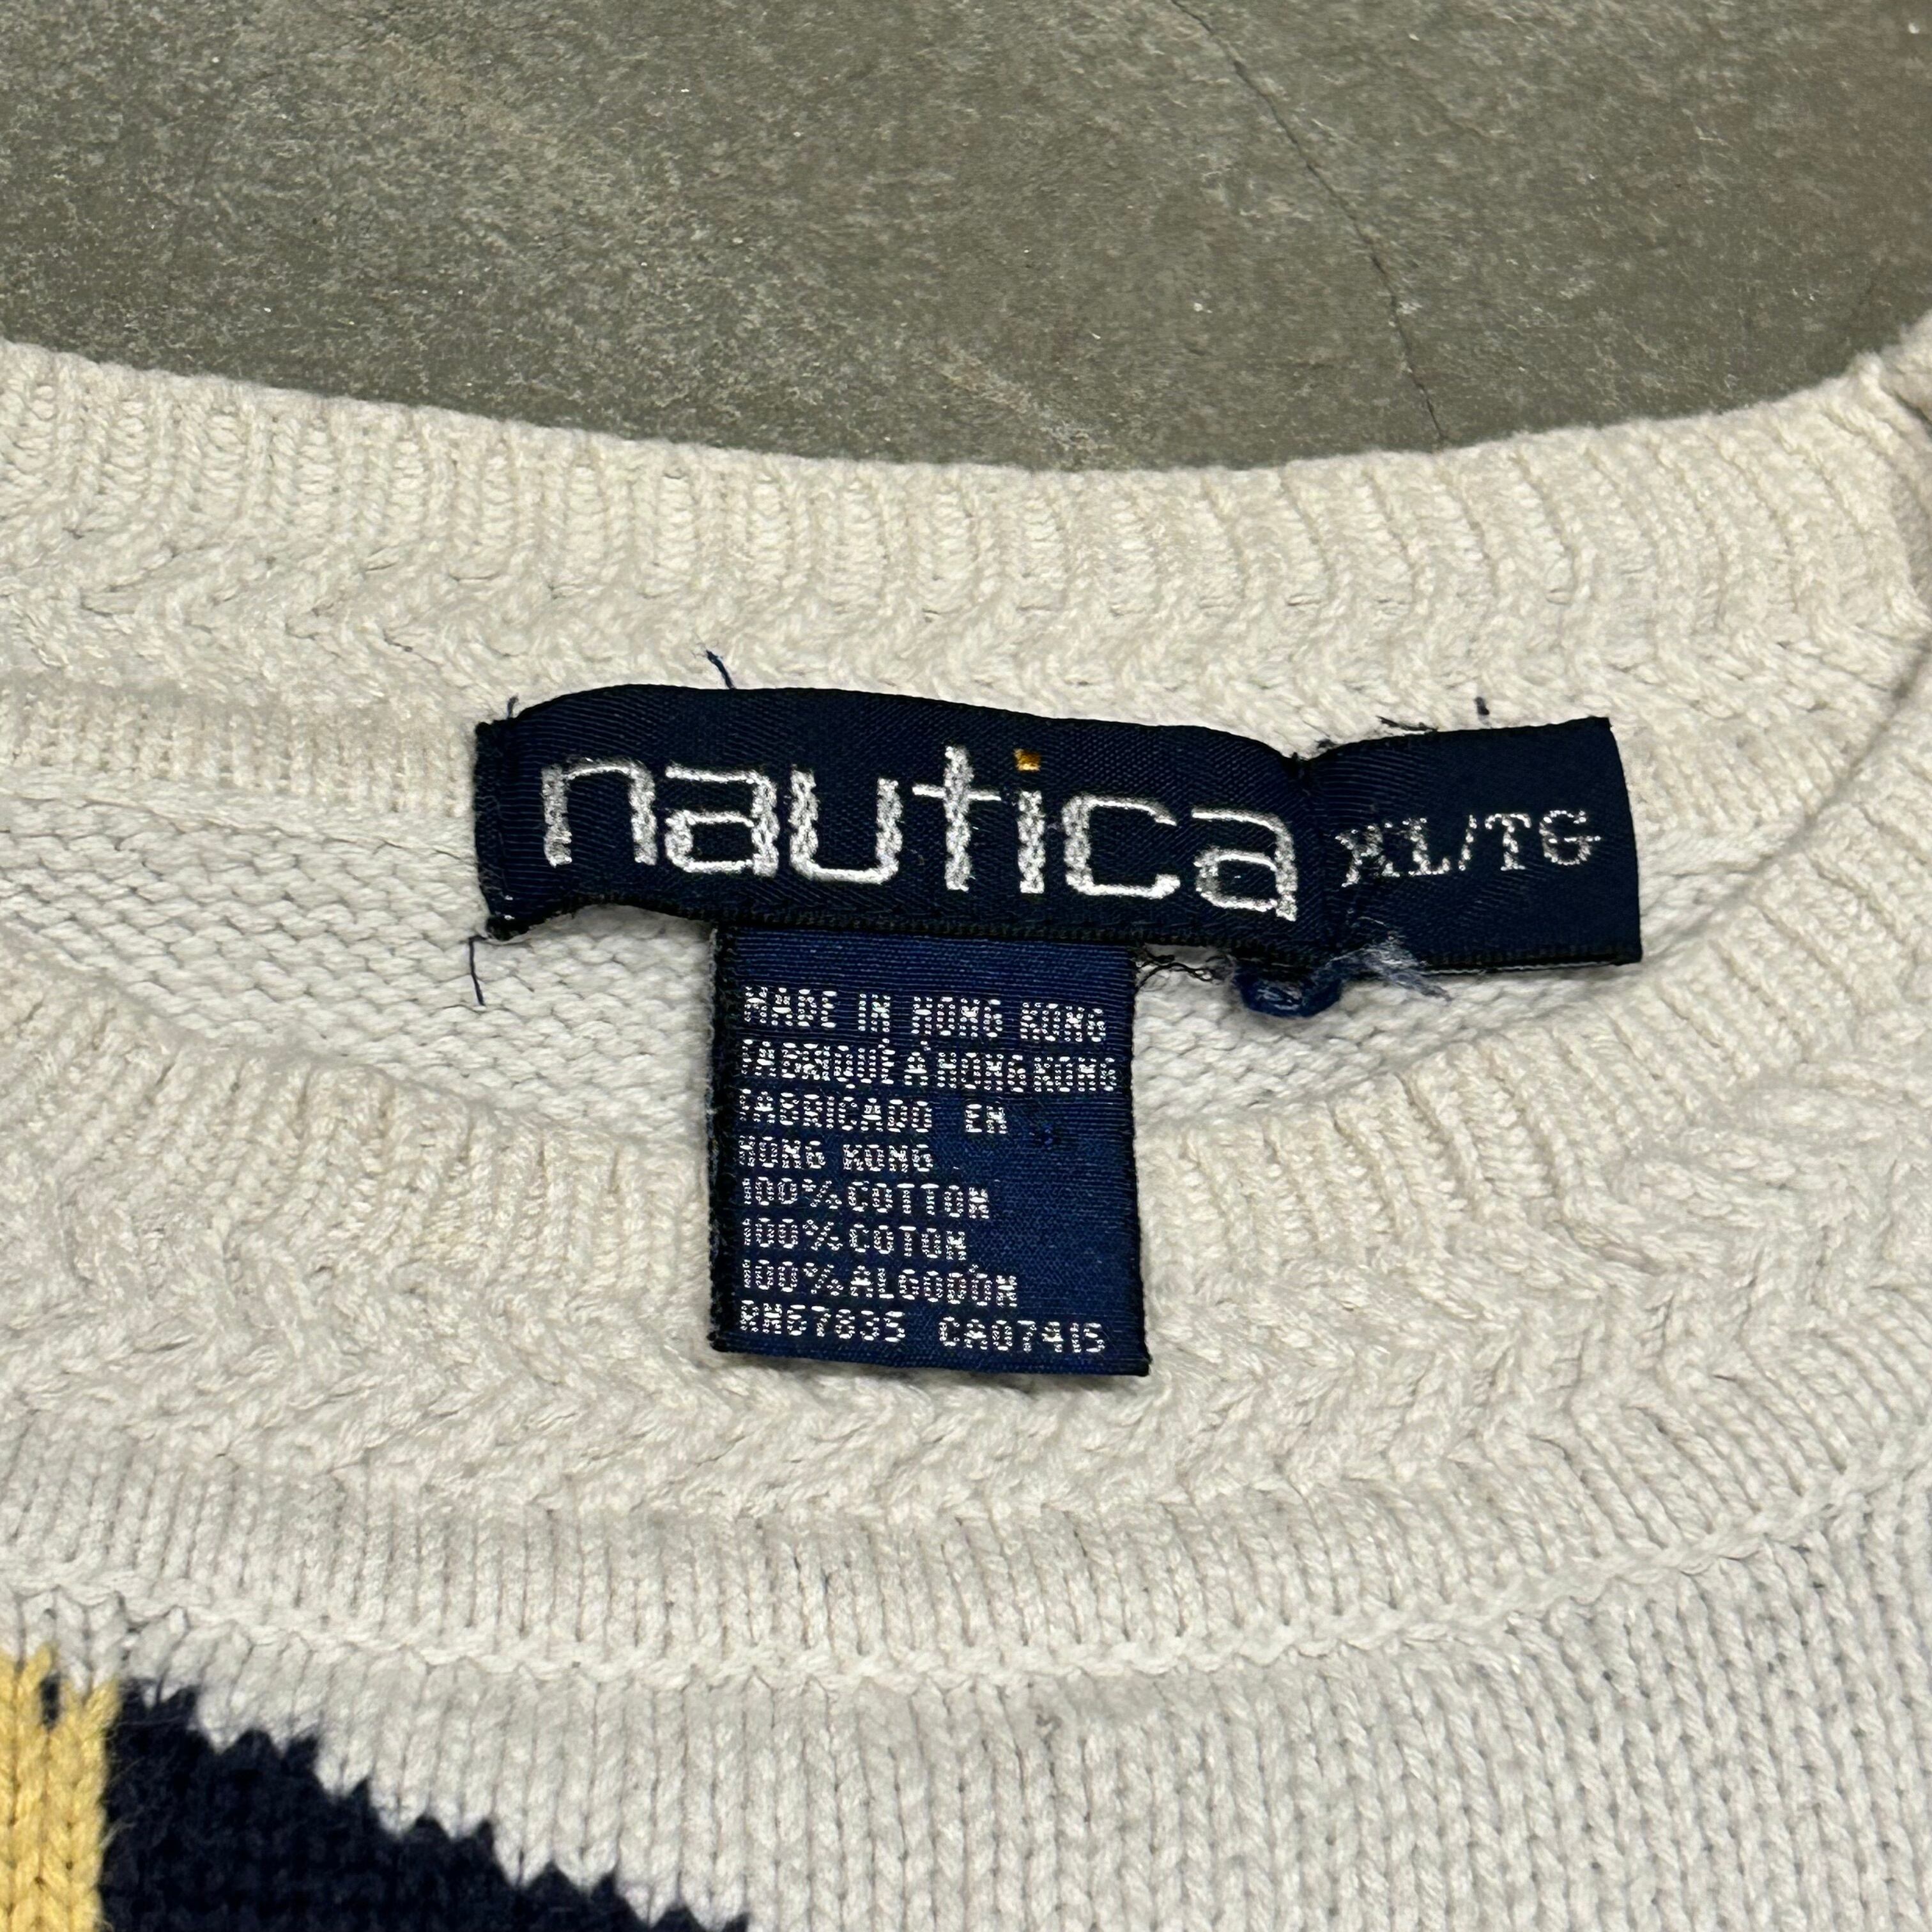 nautica
XL/TG
MADE IN HONG KONG
FABRIQUÉ À HONG KONG
FABRICADO EN
HONG KONG
100% COTTON
100% COTON
100% ALGODÓN
RN67835 CA07415